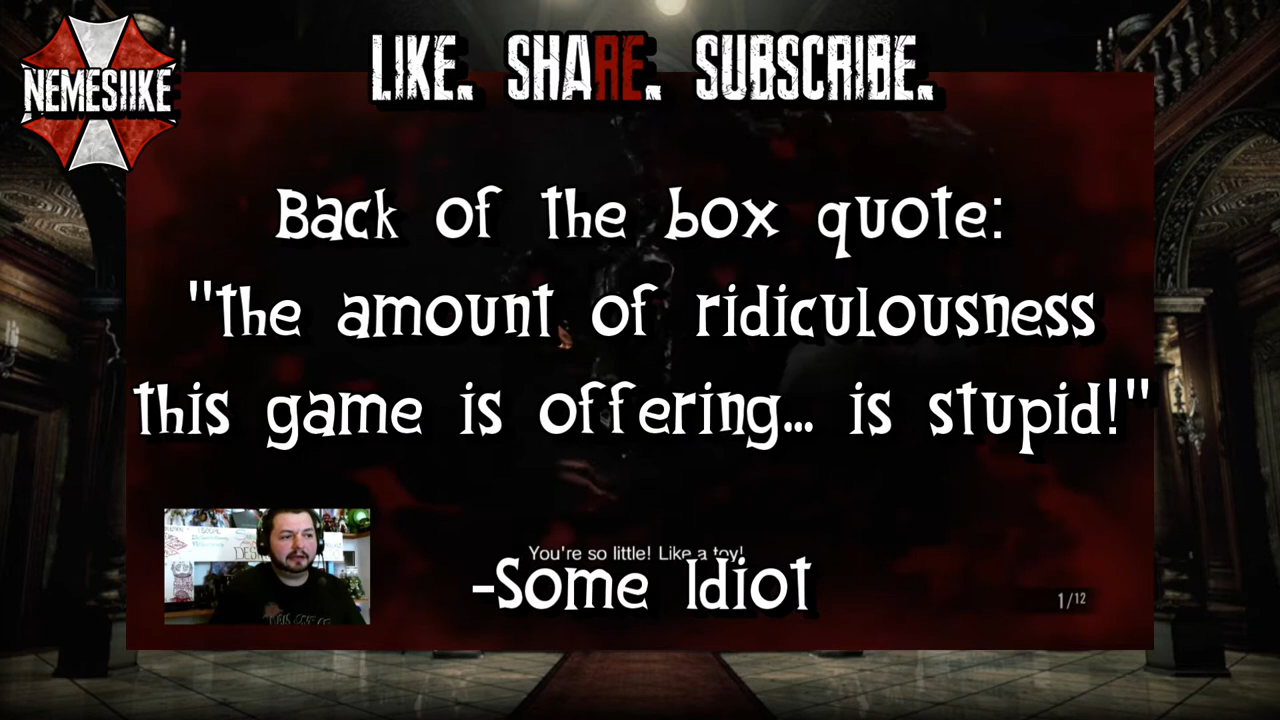 NEMESIIKE
LIKE. SHARE. SUBSCRIBE.
Back of the box quote:
"The amount of ridiculousness
this game is offering... is stupid!"
You're so little! Like a toy!
-Some Idiot
1/12